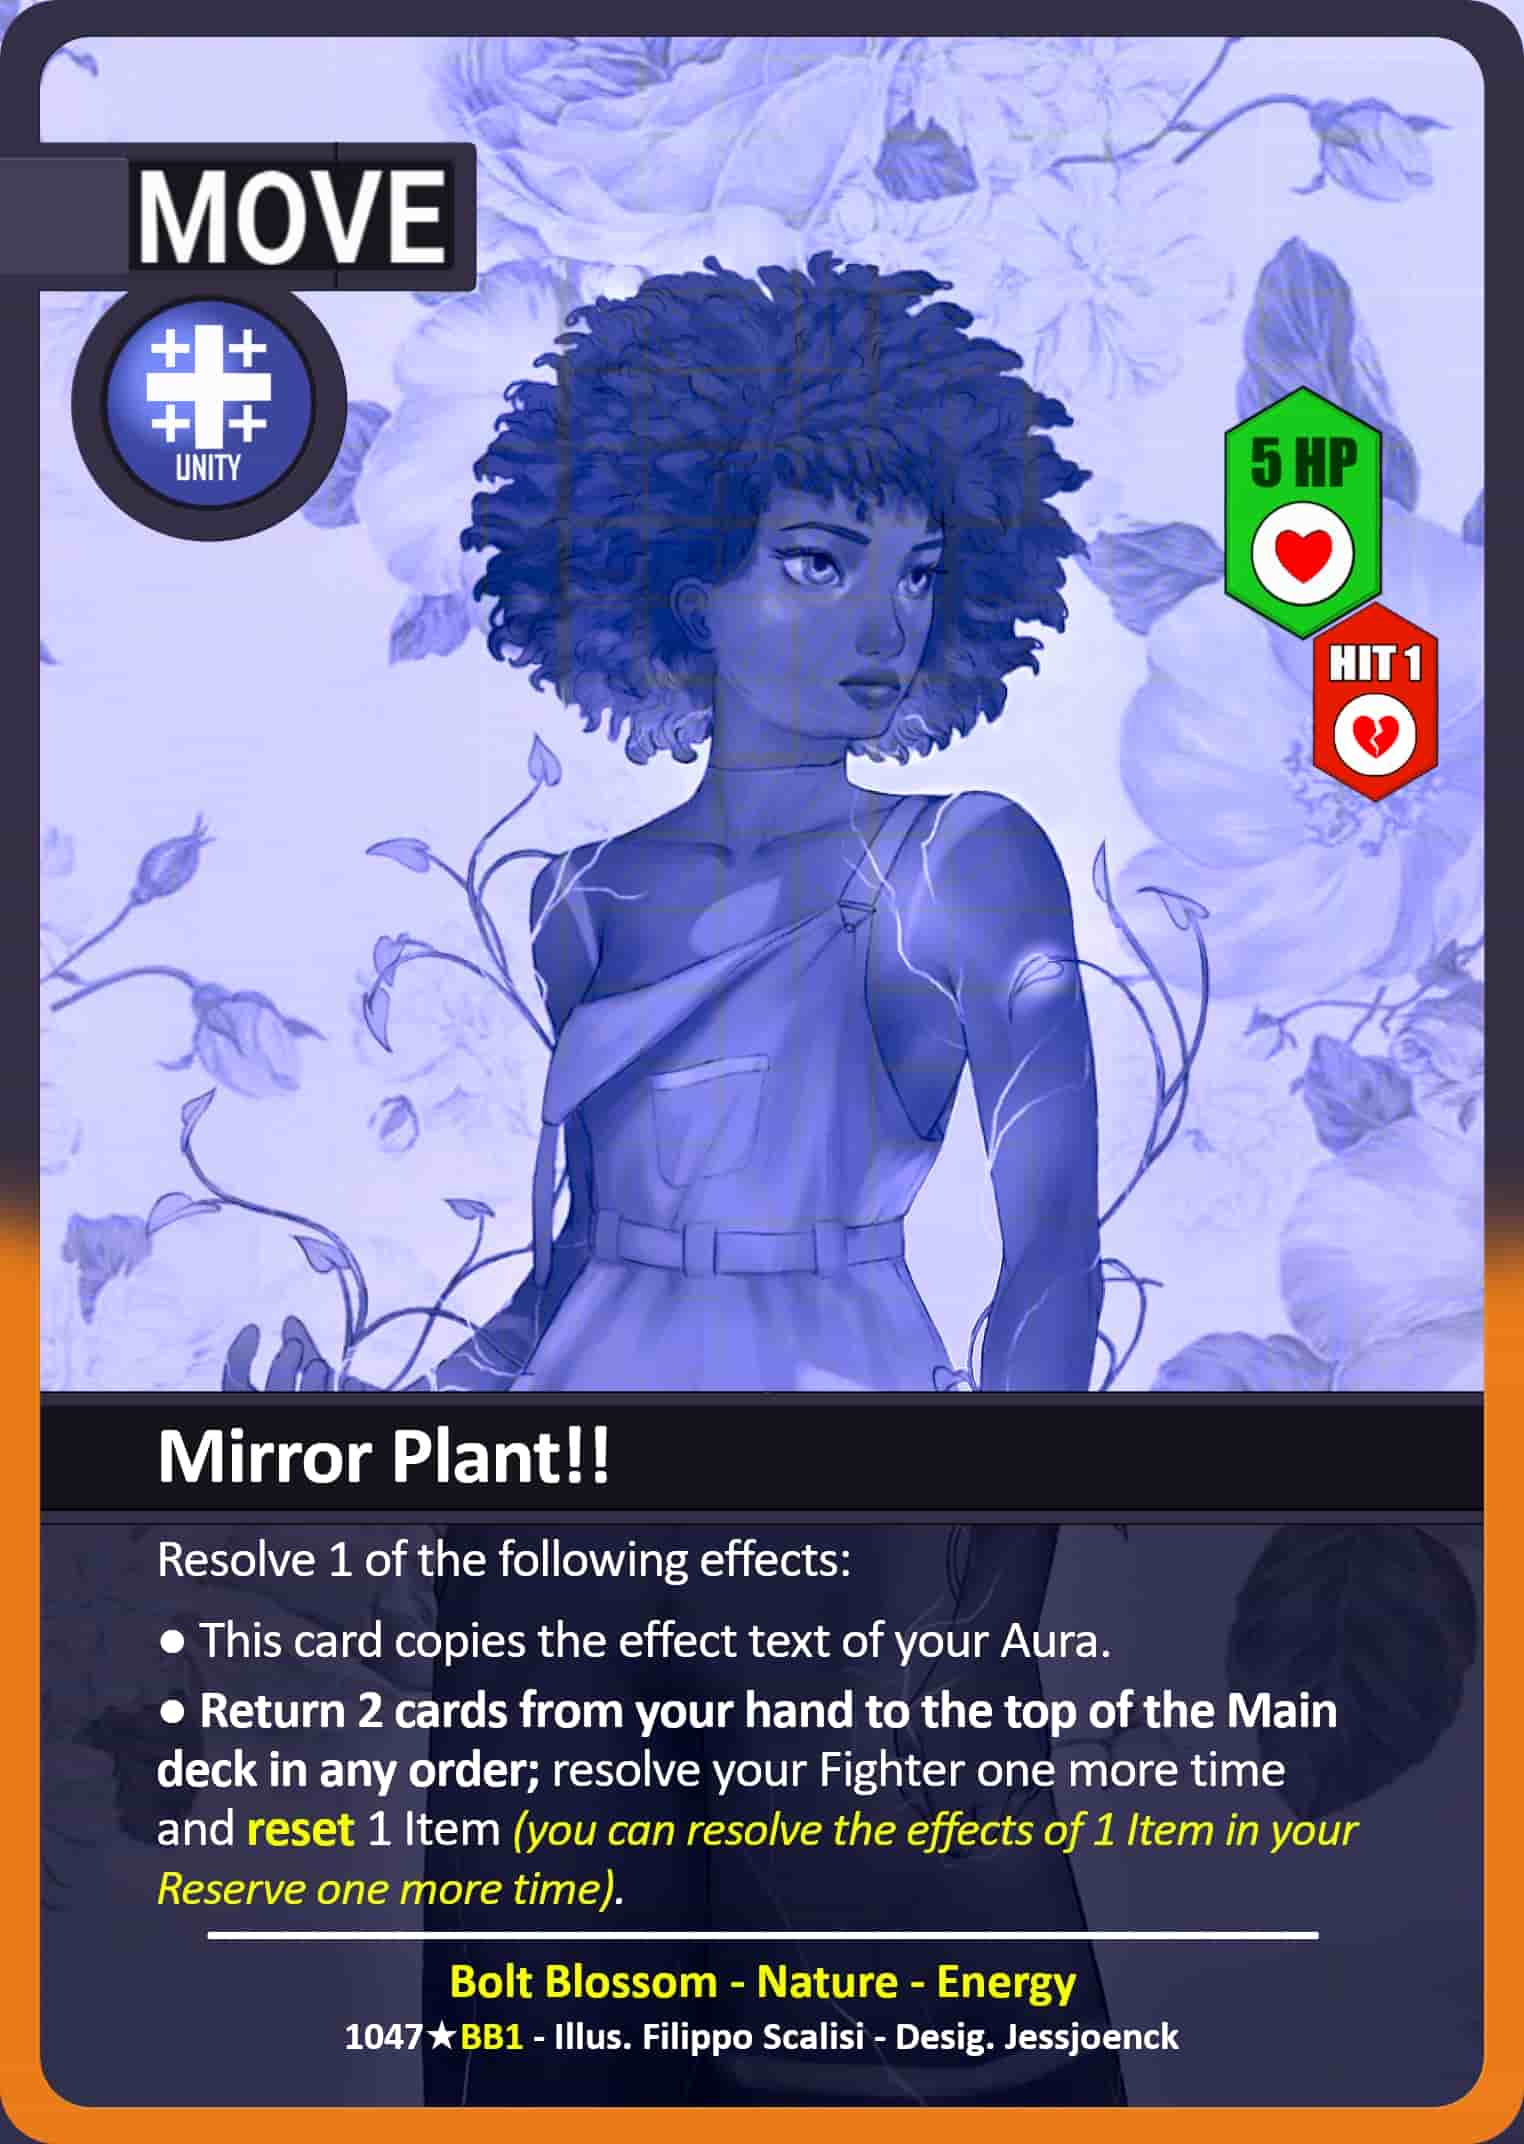 MOVE
UNITY
5 HP
HIT 1
Mirror Plant!!
Resolve 1 of the following effects:
● This card copies the effect text of your Aura.
● Return 2 cards from your hand to the top of the Main
deck in any order; resolve your Fighter one more time
and reset 1 Item (you can resolve the effects of 1 Item in your
Reserve one more time).
Bolt Blossom - Nature - Energy
1047★BB1 - Illus. Filippo Scalisi - Desig. Jessjoenck